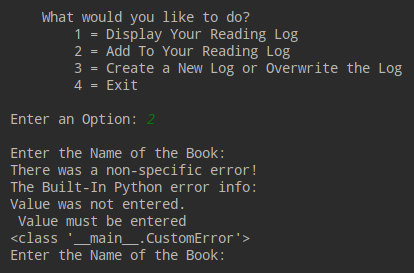 What would you like to do?
1 = Display Your Reading Log
2 = Add To Your Reading Log
3 = Create a New Log or Overwrite the Log
4 = Exit
Enter an Option: 2
Enter the Name of the Book:
There was a non-specific error!
The Built-In Python error info:
Value was not entered.
Value must be entered
<class '__main__.CustomError'>
Enter the Name of the Book: